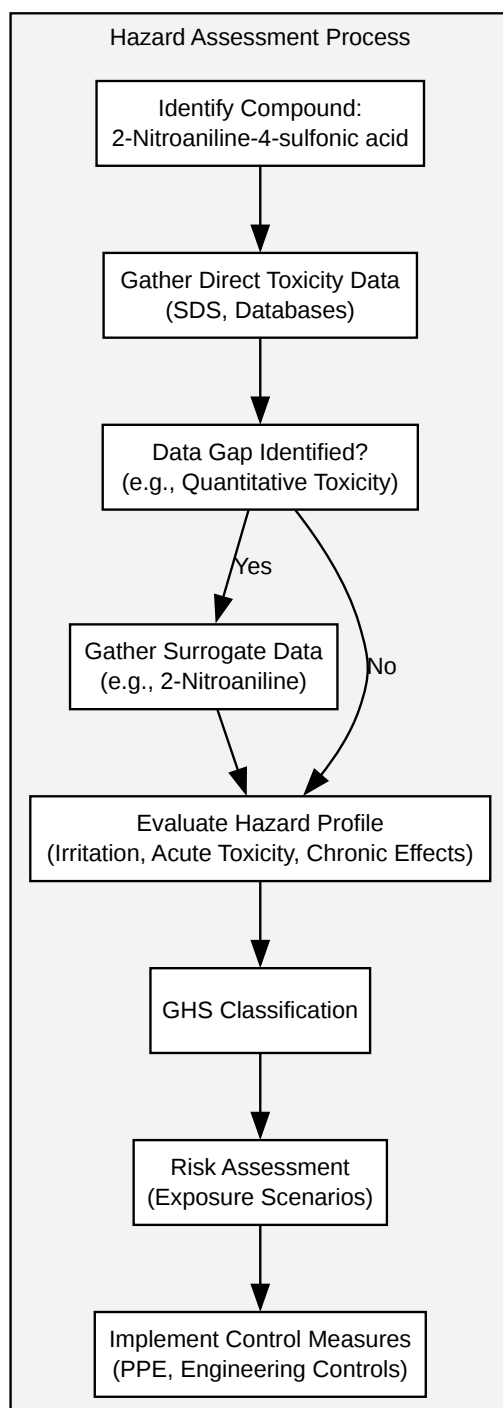 Hazard Assessment Process
Identify Compound:
2-Nitroaniline-4-sulfonic acid
Gather Direct Toxicity Data
(SDS, Databases)
Data Gap Identified?
(e.g., Quantitative Toxicity)
Yes
Gather Surrogate Data
(e.g., 2-Nitroaniline)
No
Evaluate Hazard Profile
(Irritation, Acute Toxicity, Chronic Effects)
GHS Classification
Risk Assessment
(Exposure Scenarios)
Implement Control Measures
(PPE, Engineering Controls)